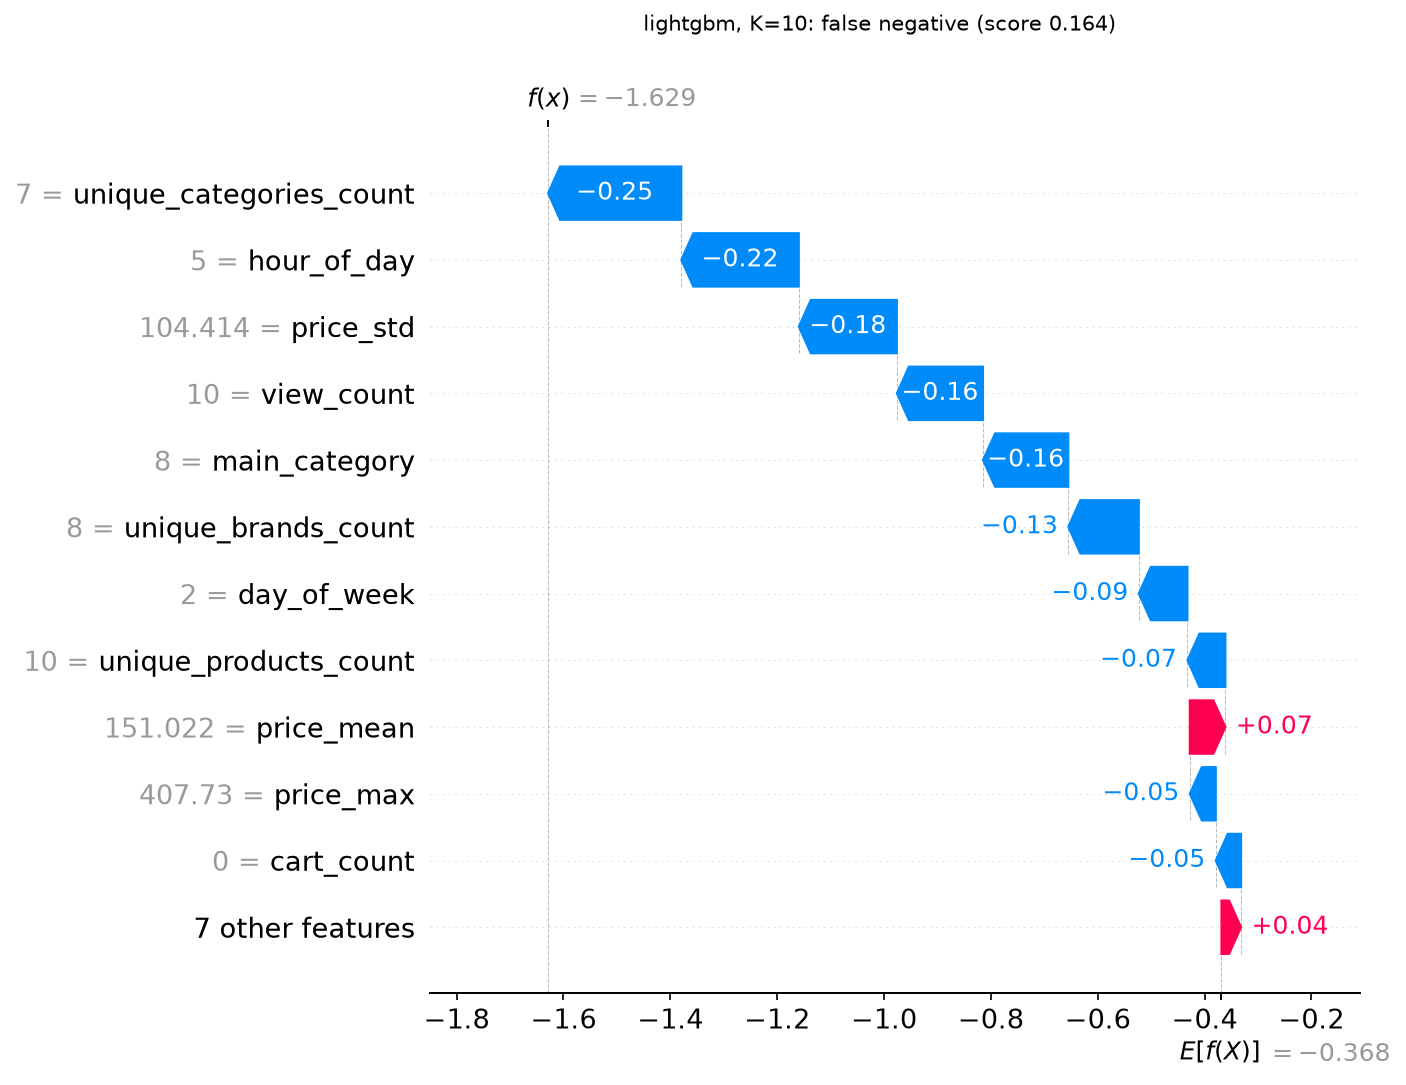 lightgbm, K=10: false negative (score 0.164)
f(x) = −1.629
7 = unique_categories_count −0.25
5 = hour_of_day −0.22
104.414 = price_std −0.18
10 = view_count −0.16
8 = main_category −0.16
8 = unique_brands_count −0.13
2 = day_of_week −0.09
10 = unique_products_count −0.07
151.022 = price_mean +0.07
407.73 = price_max −0.05
0 = cart_count −0.05
7 other features +0.04
−1.8 −1.6 −1.4 −1.2 −1.0 −0.8 −0.6 −0.4 −0.2
E[f(X)] = −0.368